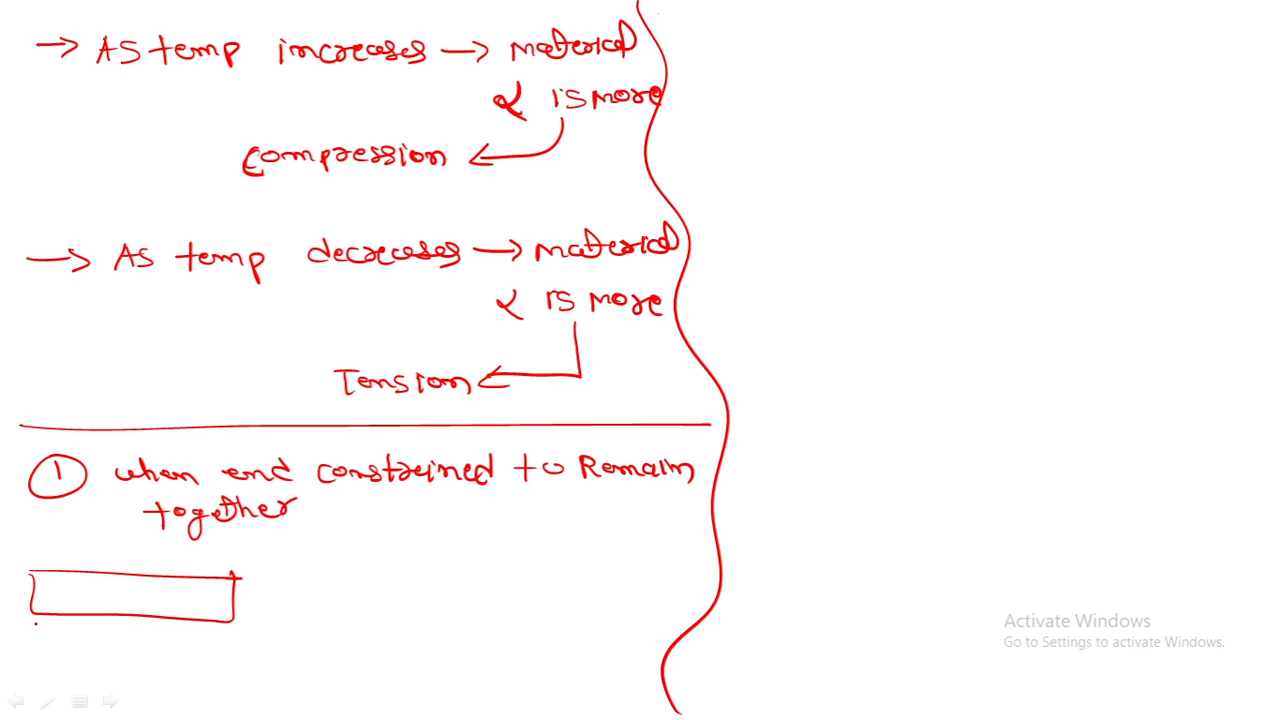 → As temp increases → material
α is more
compression ←
→ As temp decreases → material
α is more
Tension ←
① when end constrained to Remain
together
Activate Windows
Go to Settings to activate Windows.